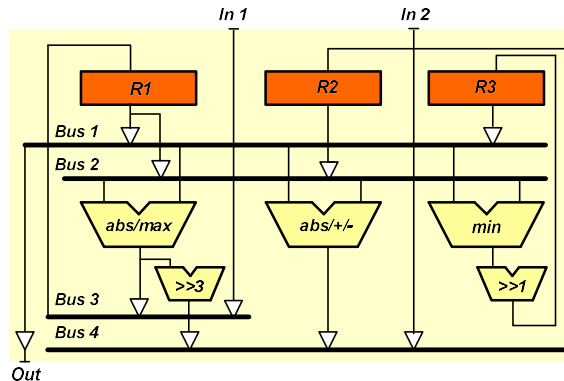 In 1
In 2
R1
R2
R3
Bus 1
Bus 2
abs/max
abs/+/-
min
>>3
>>1
Bus 3
Bus 4
Out